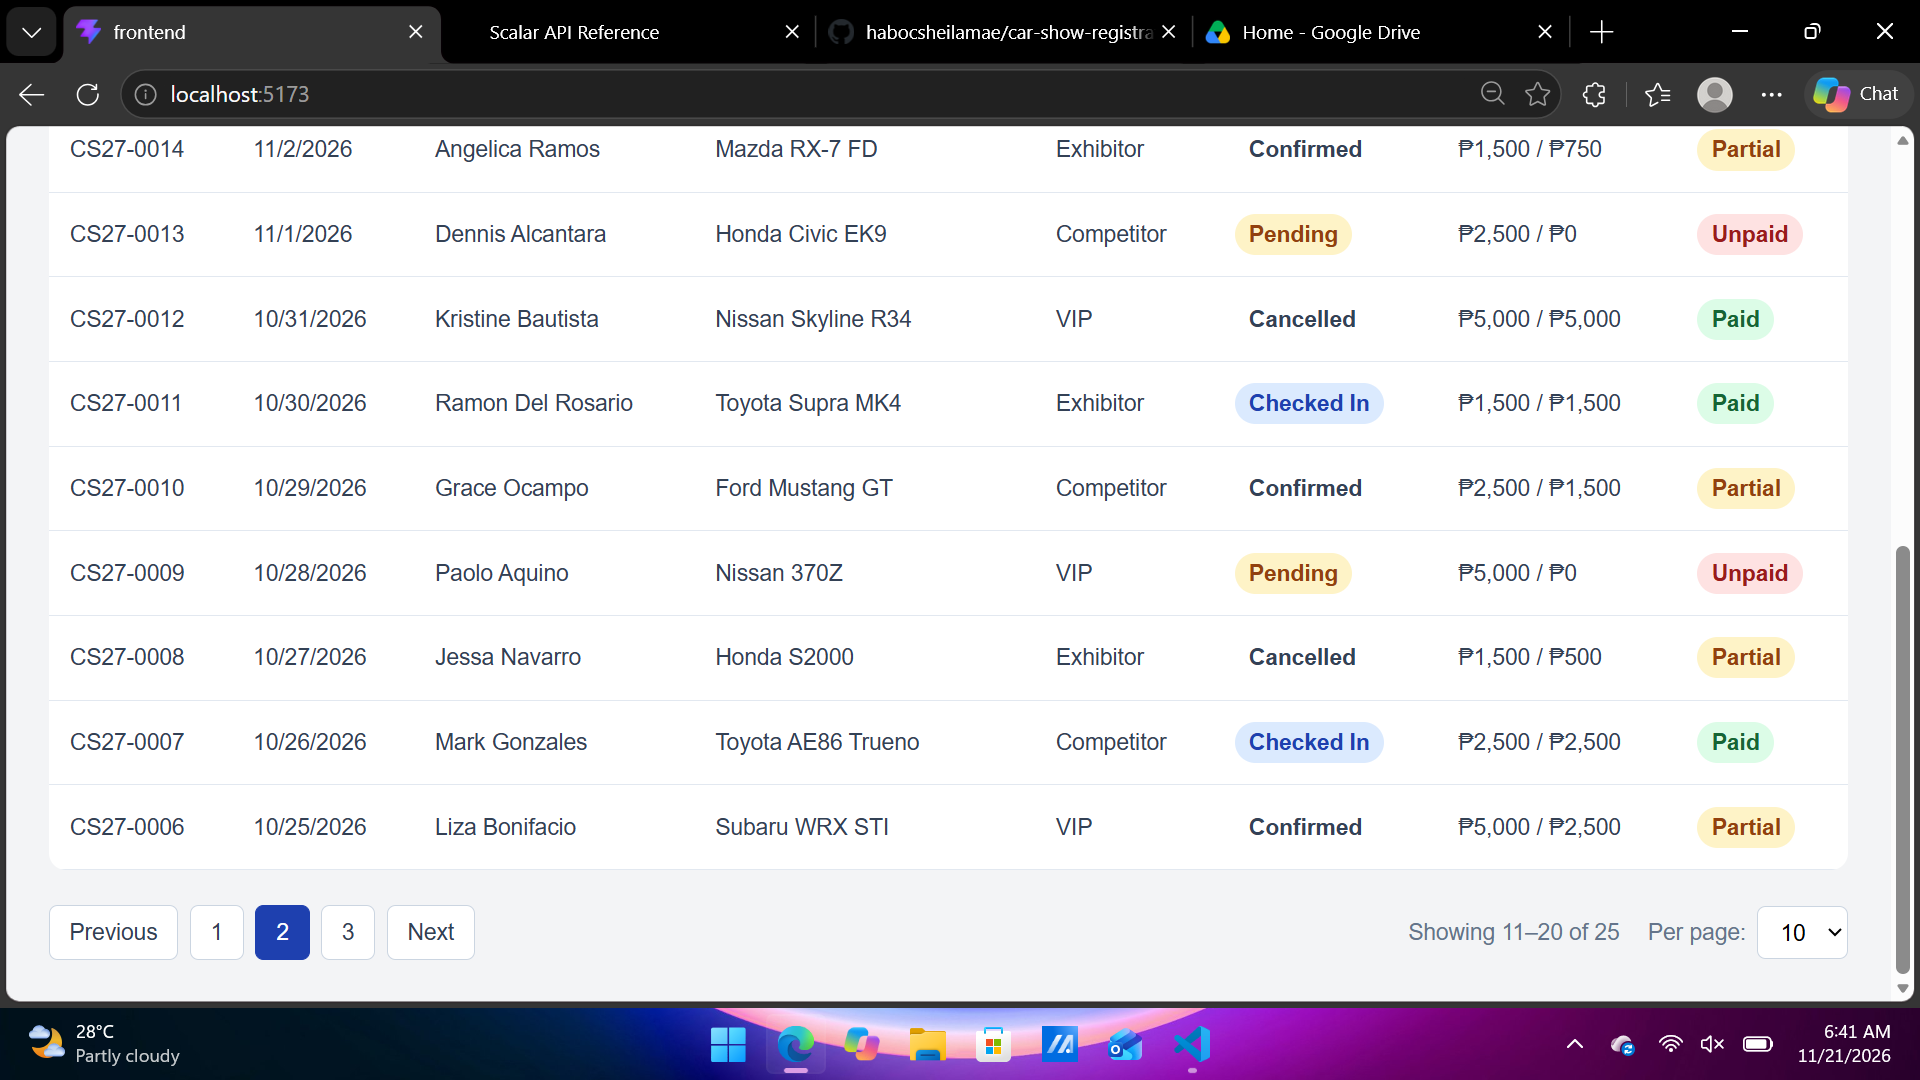 frontend
Scalar API Reference
habocsheilamae/car-show-registra
Home - Google Drive
localhost:5173
Chat
CS27-0014 11/2/2026 Angelica Ramos Mazda RX-7 FD Exhibitor Confirmed ₱1,500 / ₱750 Partial
CS27-0013 11/1/2026 Dennis Alcantara Honda Civic EK9 Competitor Pending ₱2,500 / ₱0 Unpaid
CS27-0012 10/31/2026 Kristine Bautista Nissan Skyline R34 VIP Cancelled ₱5,000 / ₱5,000 Paid
CS27-0011 10/30/2026 Ramon Del Rosario Toyota Supra MK4 Exhibitor Checked In ₱1,500 / ₱1,500 Paid
CS27-0010 10/29/2026 Grace Ocampo Ford Mustang GT Competitor Confirmed ₱2,500 / ₱1,500 Partial
CS27-0009 10/28/2026 Paolo Aquino Nissan 370Z VIP Pending ₱5,000 / ₱0 Unpaid
CS27-0008 10/27/2026 Jessa Navarro Honda S2000 Exhibitor Cancelled ₱1,500 / ₱500 Partial
CS27-0007 10/26/2026 Mark Gonzales Toyota AE86 Trueno Competitor Checked In ₱2,500 / ₱2,500 Paid
CS27-0006 10/25/2026 Liza Bonifacio Subaru WRX STI VIP Confirmed ₱5,000 / ₱2,500 Partial
Previous 1 2 3 Next Showing 11–20 of 25 Per page: 10
28°C
Partly cloudy
6:41 AM
11/21/2026